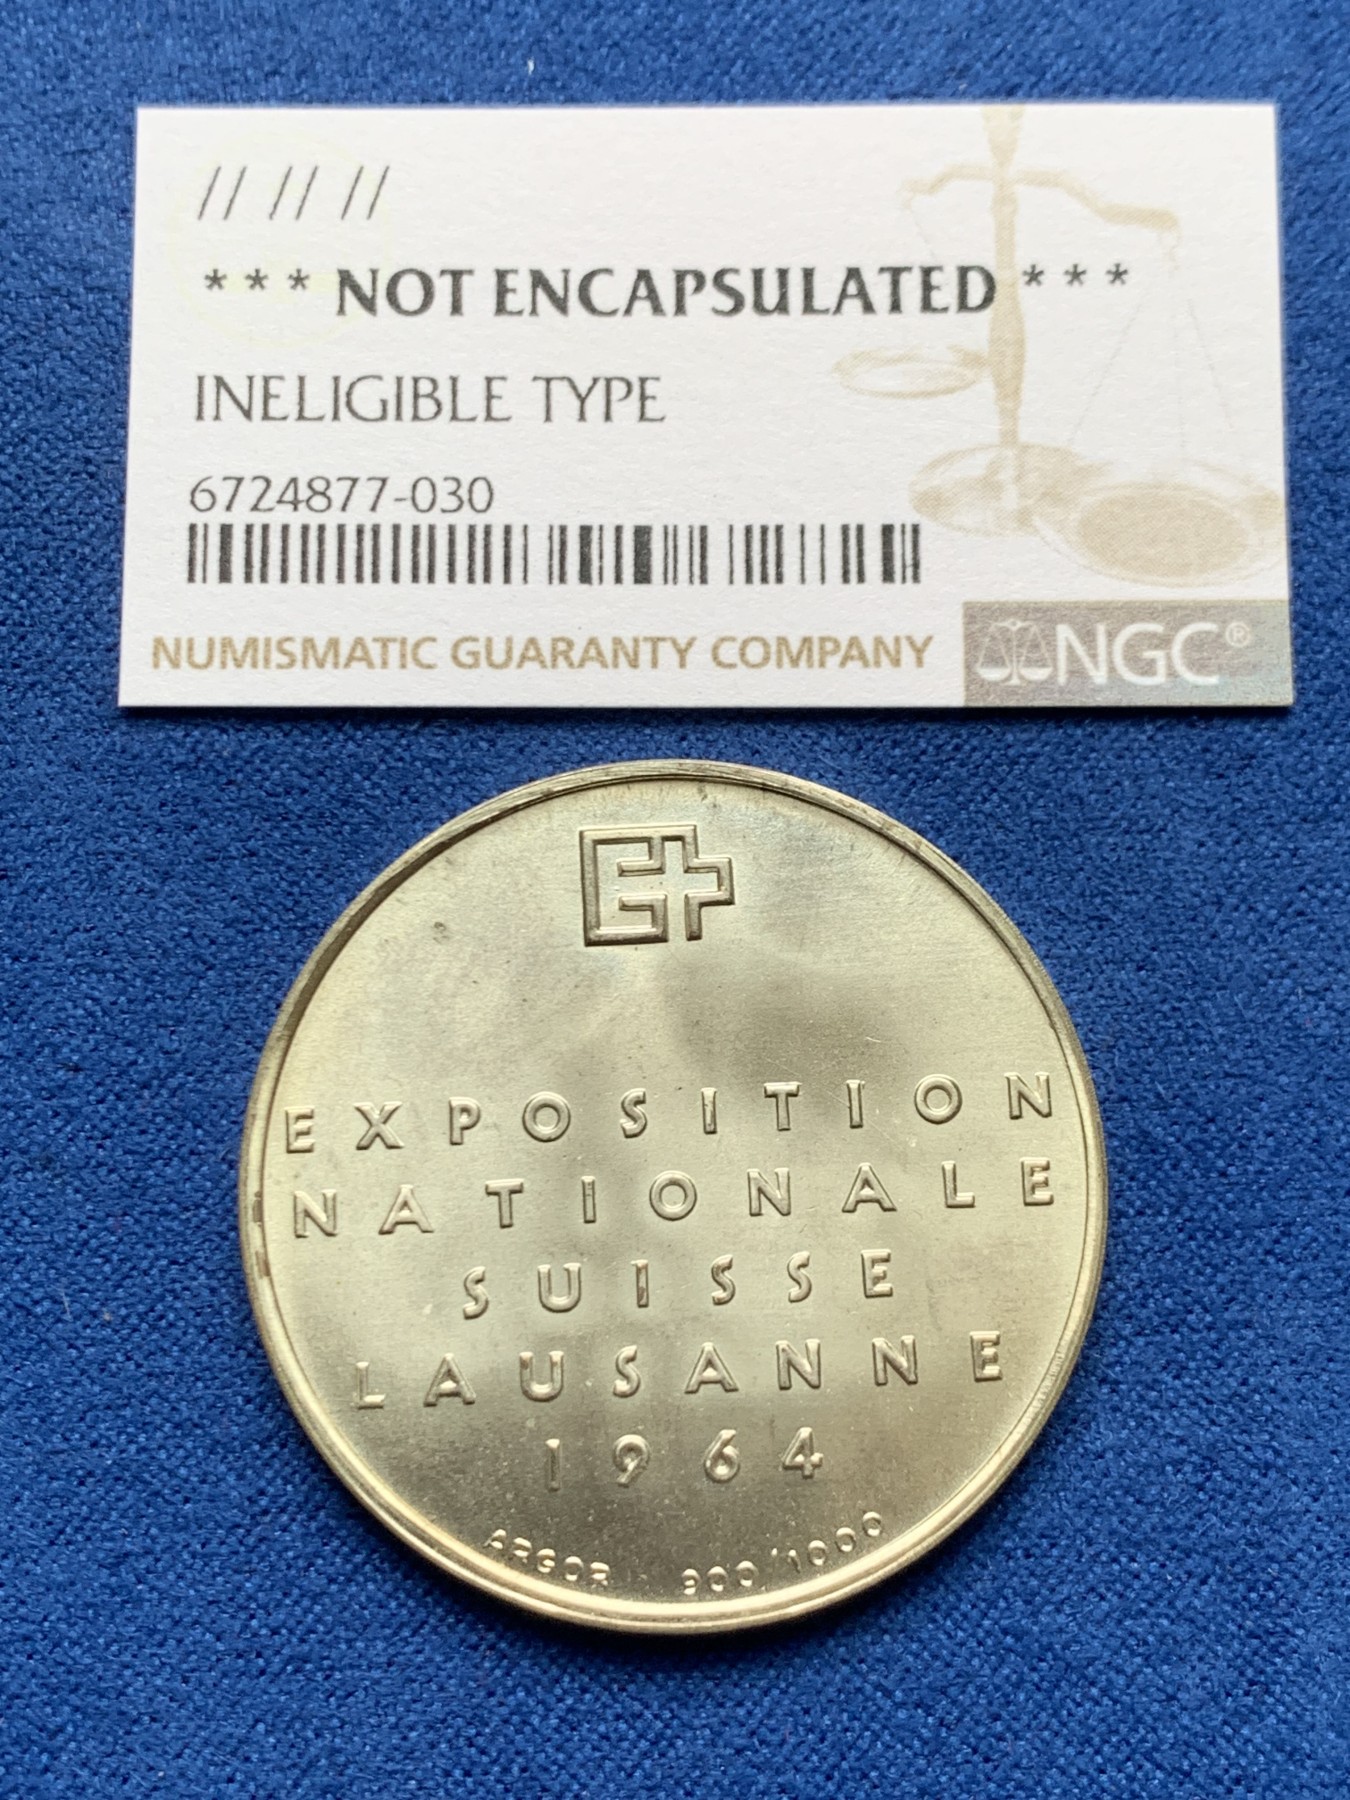 // // //
*** NOT ENCAPSULATED ***
INELIGIBLE TYPE
6724877-030
NUMISMATIC GUARANTY COMPANY
NGC®
EXPOSITION
NATIONALE
SUISSE
LAUSANNE
1964
ARGOR 900/1000